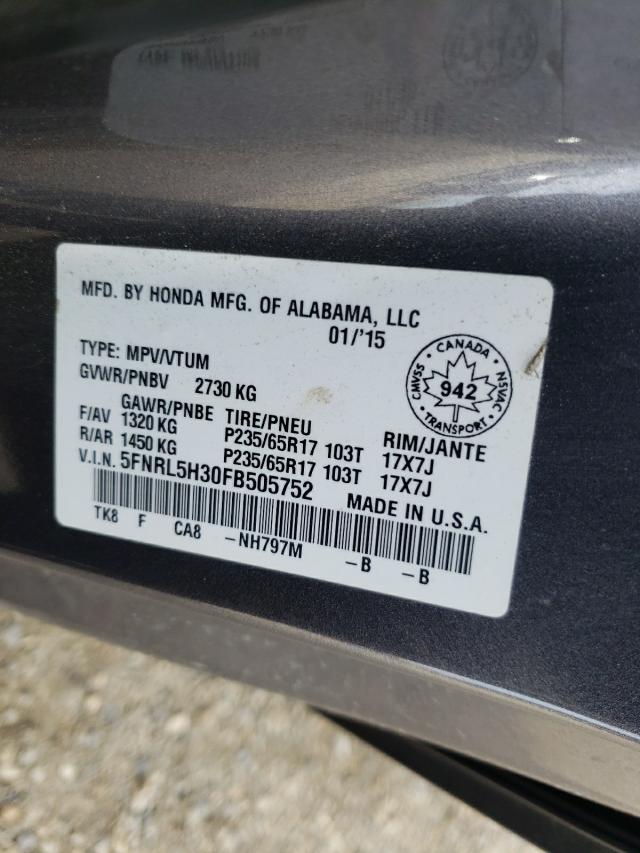 MFD. BY HONDA MFG. OF ALABAMA, LLC
01/'15
TYPE: MPV/VTUM
GVWR/PNBV 2730 KG
GAWR/PNBE TIRE/PNEU RIM/JANTE
F/AV 1320 KG P235/65R17 103T 17X7J
R/AR 1450 KG P235/65R17 103T 17X7J
V.I.N. 5FNRL5H30FB505752
MADE IN U.S.A.
TK8 F CA8 -NH797M -B -B
CANADA
CMVSS 942 NSVAC
TRANSPORT